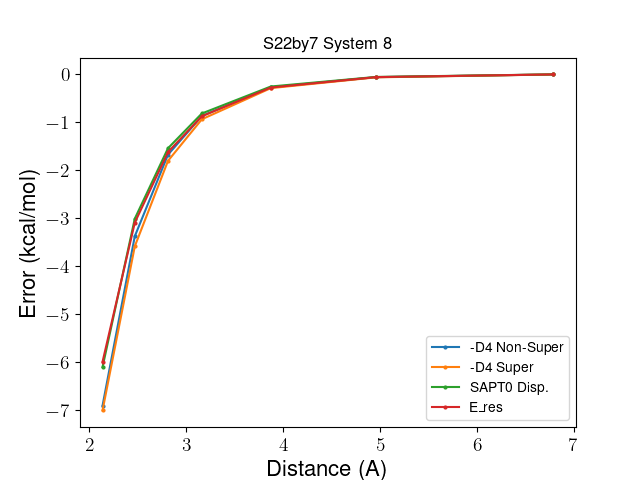 S22by7 System 8
Error (kcal/mol)
0
−1
−2
−3
−4
−5
−6
−7
-D4 Non-Super
-D4 Super
SAPT0 Disp.
E_res
2 3 4 5 6 7
Distance (A)